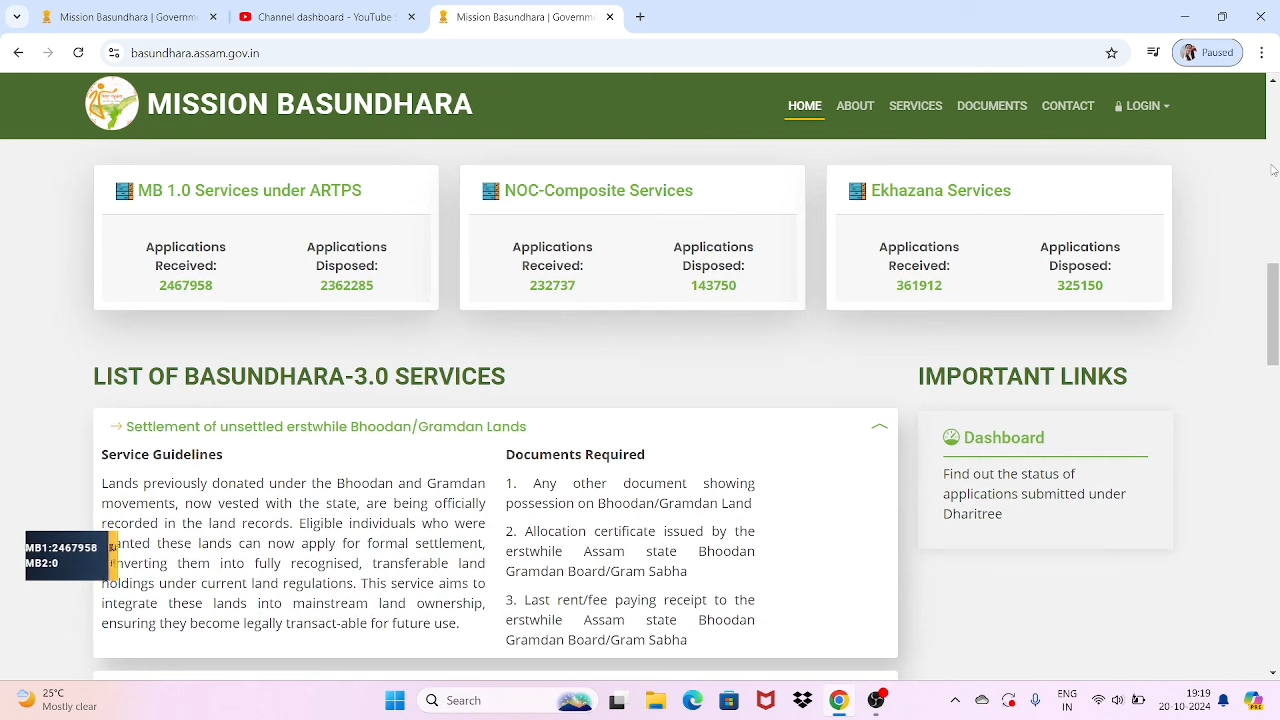 Mission Basundhara | Governm
YouTube
Mission Basundhara | Governm
basundhara.assam.gov.in
Paused
MISSION BASUNDHARA
HOME
ABOUT
SERVICES
DOCUMENTS
CONTACT
LOGIN
MB 1.0 Services under ARTPS
Applications Received:
2467958
Applications Disposed:
2362285
NOC-Composite Services
Applications Received:
232737
Applications Disposed:
143750
Ekhazana Services
Applications Received:
361912
Applications Disposed:
325150
LIST OF BASUNDHARA-3.0 SERVICES
Settlement of unsettled erstwhile Bhoodan/Gramdan Lands
Service Guidelines
Lands previously donated under the Bhoodan and Gramdan
movements, now vested with the state, are being officially
recorded in the land records. Eligible individuals who were
anted these lands can now apply for formal settlement,
nverting them into fully recognised, transferable land
holdings under current land regulations. This service aims to
integrate these lands into mainstream land ownership,
ensuring they become legally transact-able for future use.
Documents Required
1. Any other document showing
possession on Bhoodan/Gramdan Land
2. Allocation certificate issued by the
erstwhile Assam state Bhoodan
Gramdan Board/Gram Sabha
3. Last rent/fee paying receipt to the
erstwhile Assam state Bhoodan
Gramdan Board/Gram Sabha
IMPORTANT LINKS
Dashboard
Find out the status of
applications submitted under
Dharitree
MB1:2467958
MB2:0
25°C
Mostly clear
Search
ENG
IN
19:19
20-10-2024